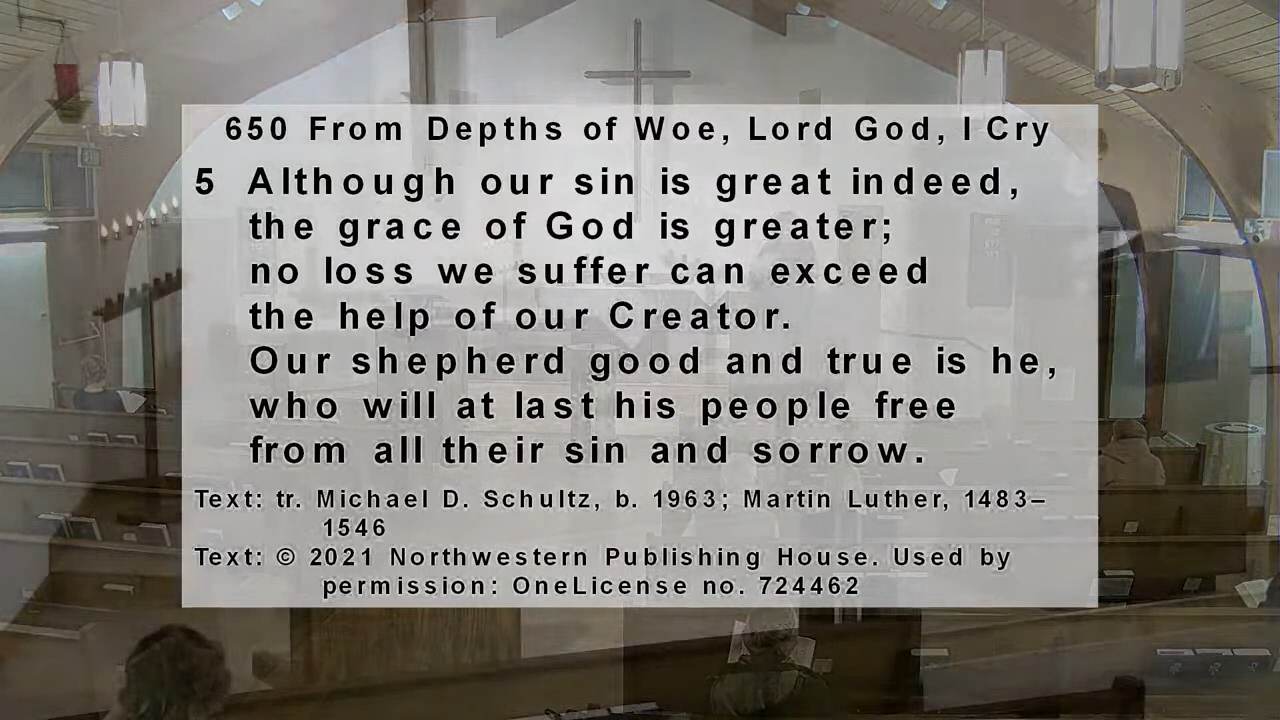 650 From Depths of Woe, Lord God, I Cry
5 Although our sin is great indeed,
the grace of God is greater;
no loss we suffer can exceed
the help of our Creator.
Our shepherd good and true is he,
who will at last his people free
from all their sin and sorrow.
Text: tr. Michael D. Schultz, b. 1963; Martin Luther, 1483–
1546
Text: © 2021 Northwestern Publishing House. Used by
permission: OneLicense no. 724462